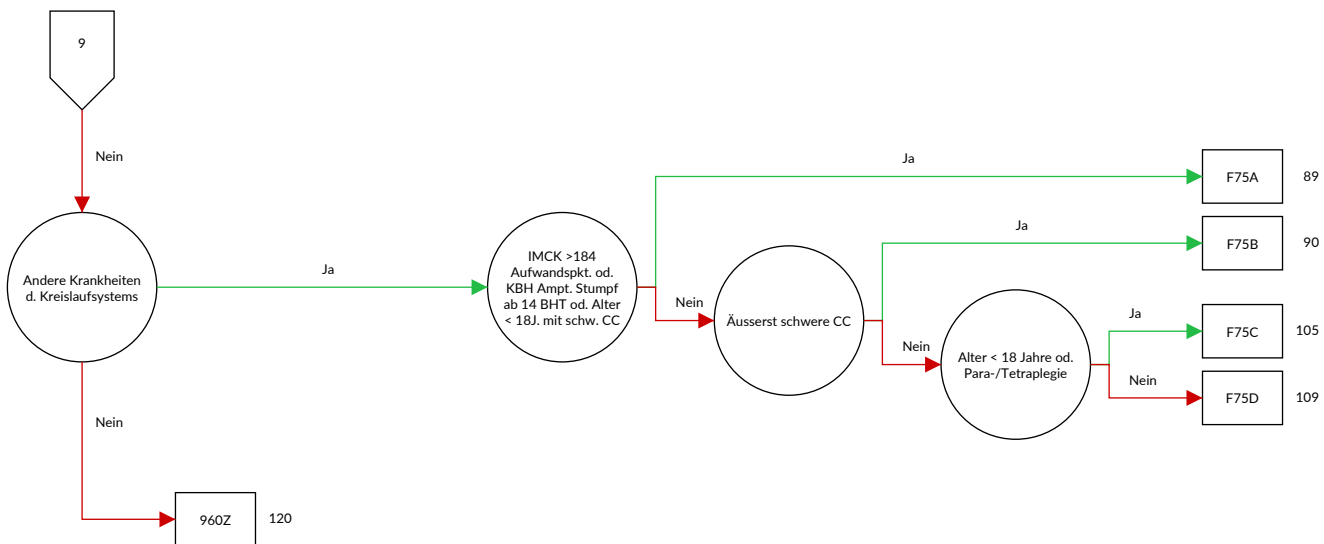 9
Nein
Ja
F75A
89
Ja
F75B
90
Andere Krankheiten
d. Kreislaufsystems
Ja
IMCK >184
Aufwandspkt. od.
KBH Ampt. Stumpf
ab 14 BHT od. Alter
< 18J. mit schw. CC
Nein
Äusserst schwere CC
Nein
Alter < 18 Jahre od.
Para-/Tetraplegie
Ja
F75C
105
Nein
F75D
109
Nein
960Z
120